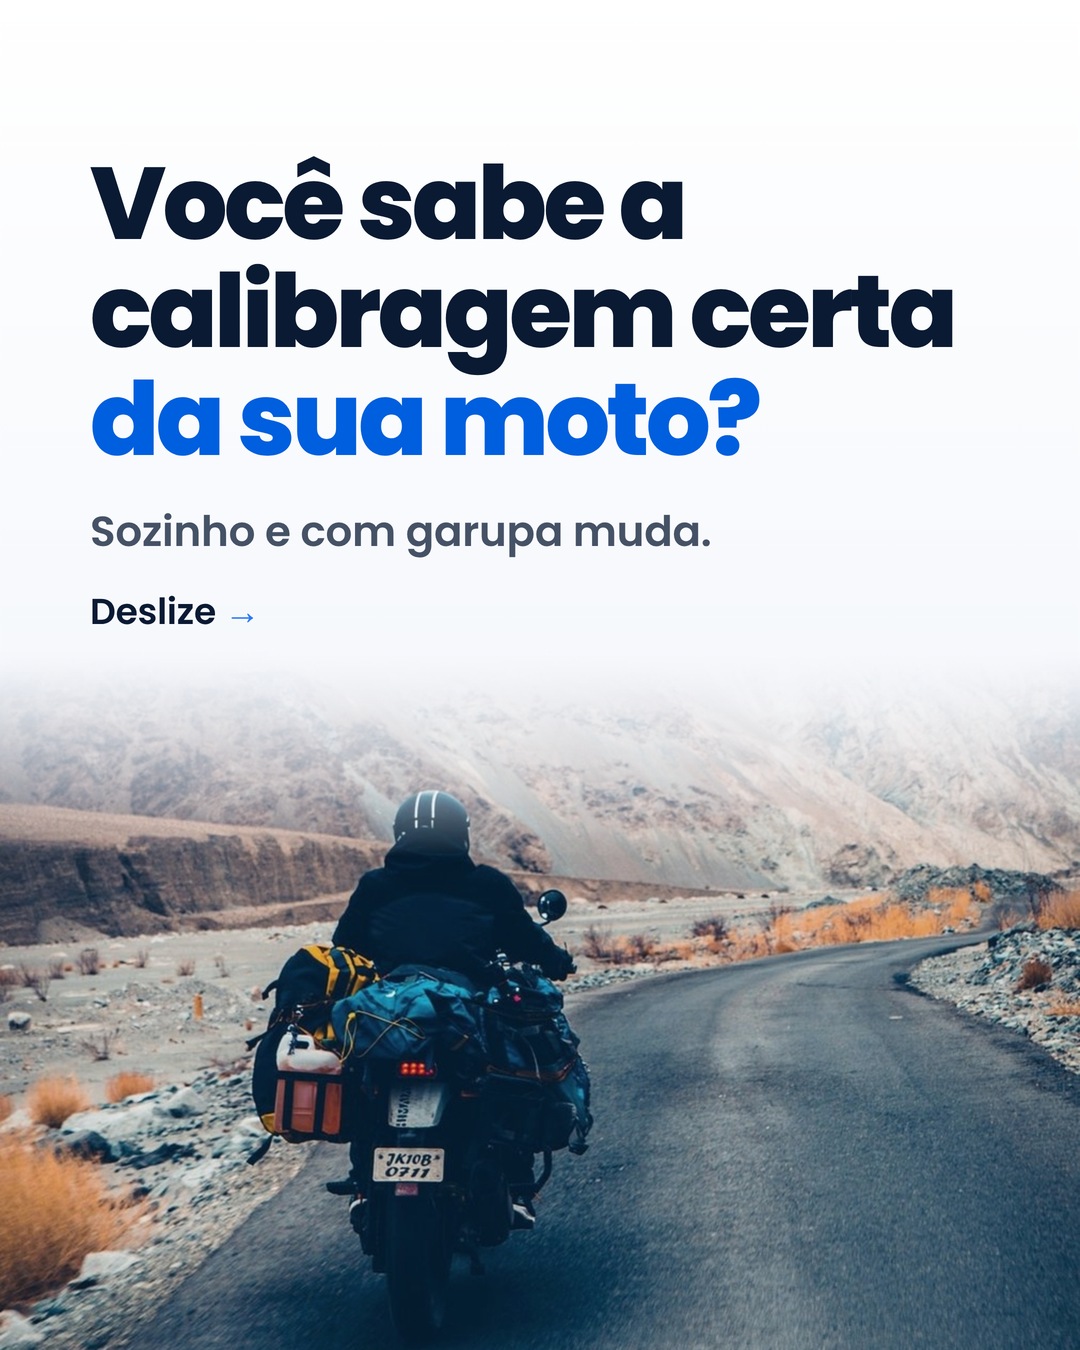 Você sabe a
calibragem certa
da sua moto?
Sozinho e com garupa muda.
Deslize →
*JK10B*
0711